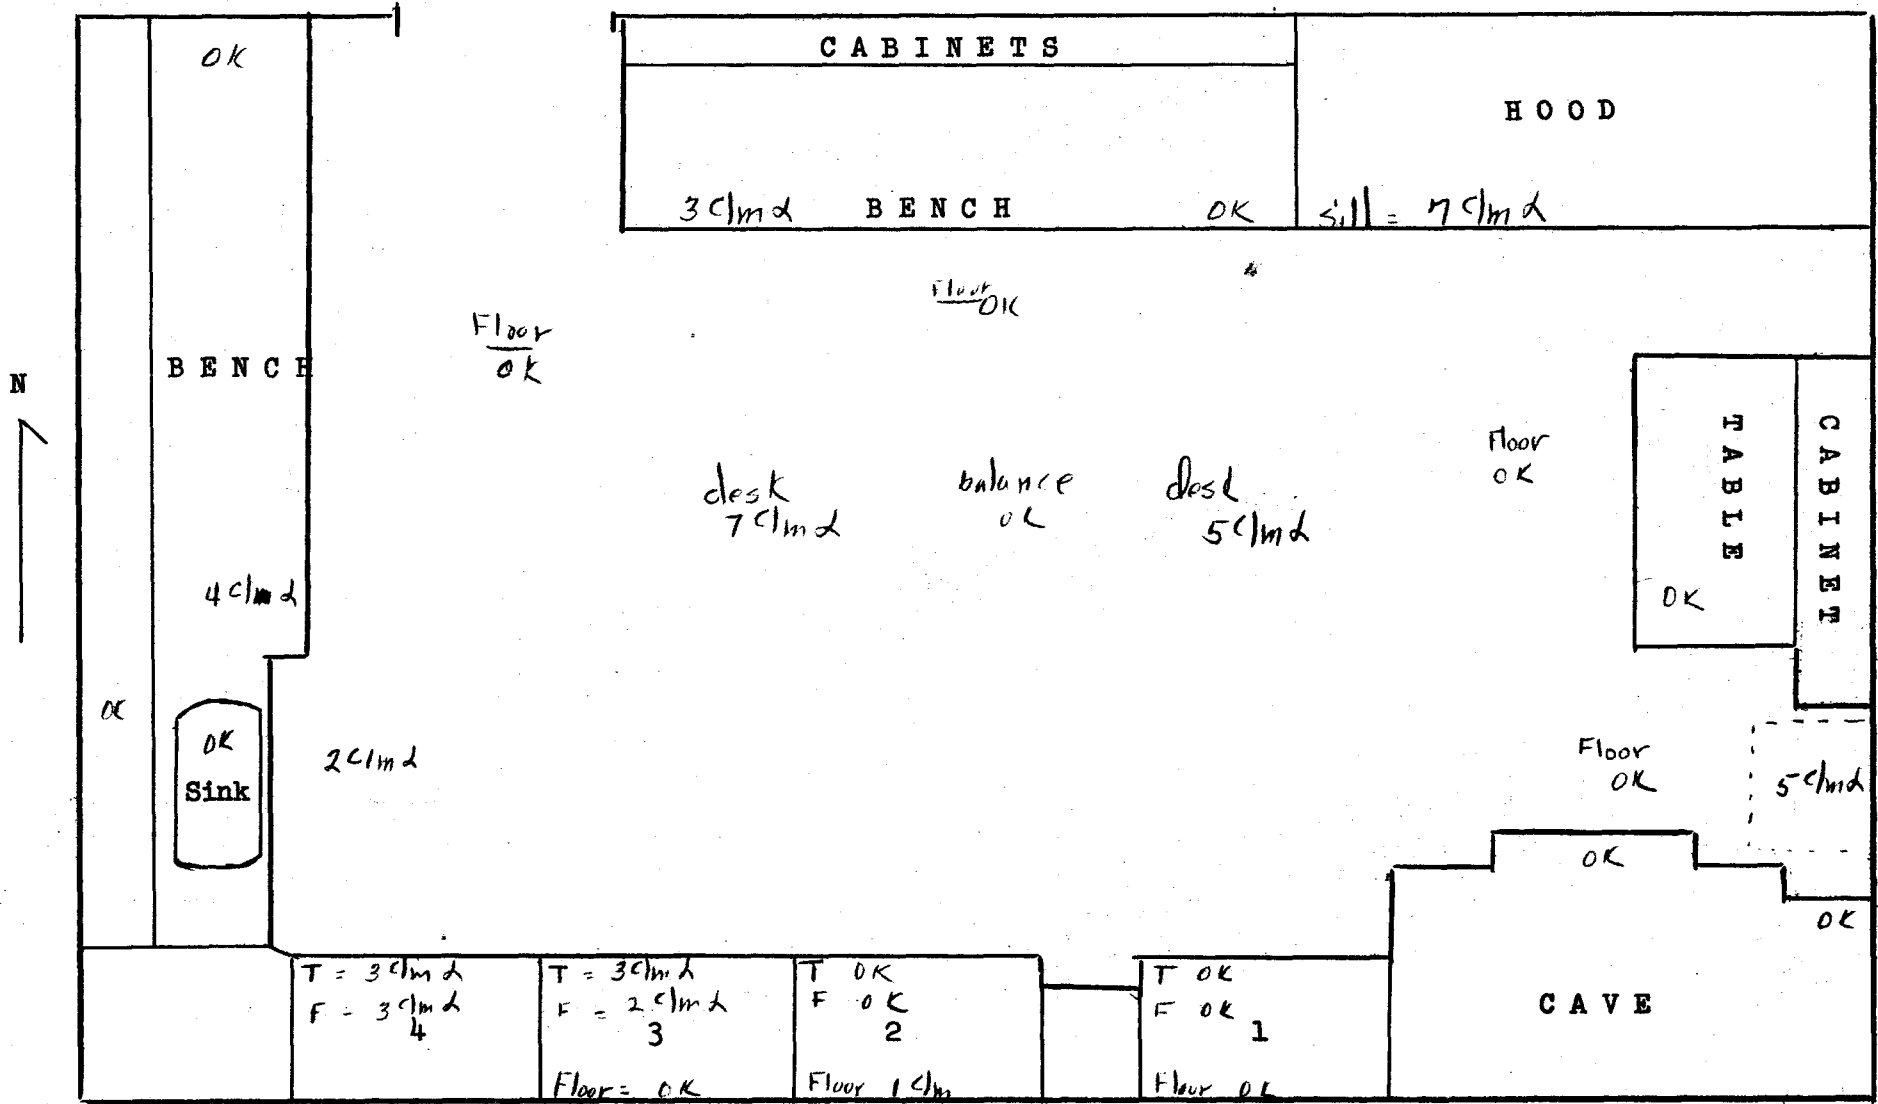 OK
CABINETS
HOOD
3 c/m α BENCH OK
sill = 7 c/m α
Floor
OK
Floor
OK
BENCH
N
TABLE
CABINET
Floor
OK
desk
7 c/m α
balance
OK
desk
5 c/m α
4 c/m α
OK
OK
OK
Sink
2 c/m α
Floor
OK
5 c/m α
OK
OK
T = 3 c/m α
F = 3 c/m α
4
T = 3 c/m α
F = 2 c/m α
3
Floor = OK
T OK
F OK
2
Floor 1 c/m
T OK
F OK
1
Floor OK
CAVE